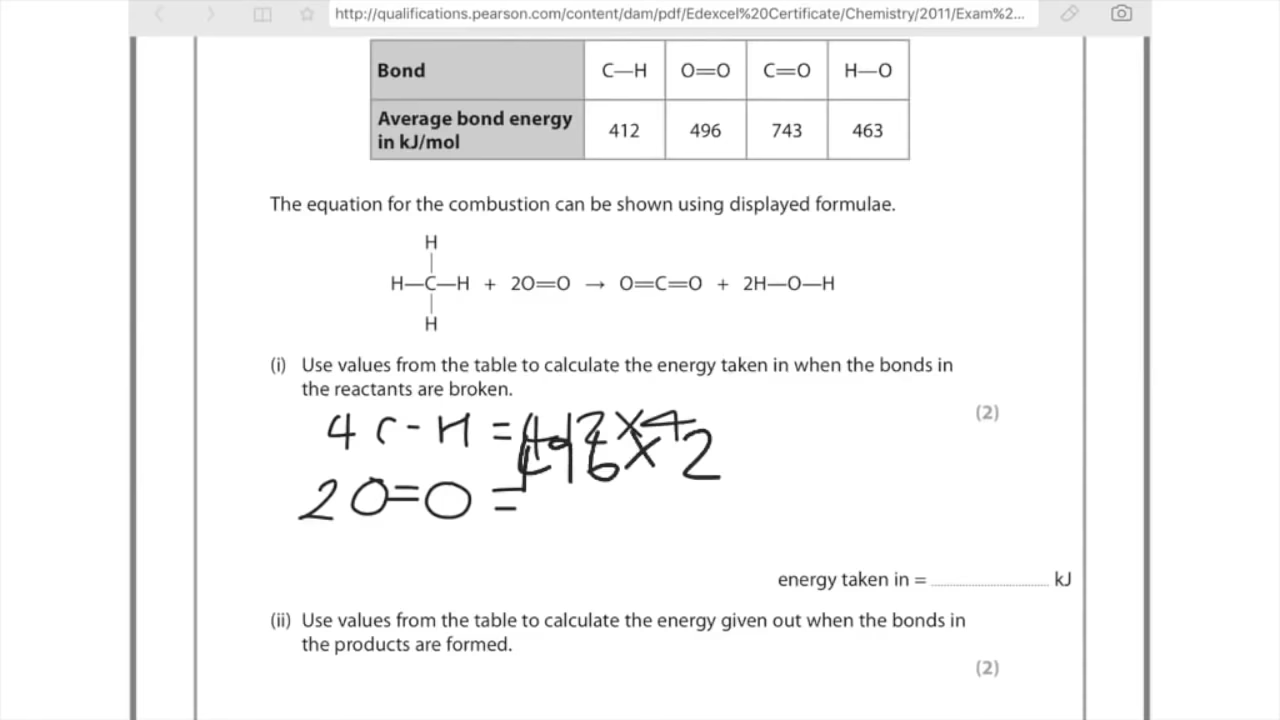 http://qualifications.pearson.com/content/dam/pdf/Edexcel%20Certificate/Chemistry/2011/Exam%2...
Bond C—H O=O C=O H—O
Average bond energy
in kJ/mol 412 496 743 463
The equation for the combustion can be shown using displayed formulae.
H
H—C—H + 2O=O → O=C=O + 2H—O—H
H
(i) Use values from the table to calculate the energy taken in when the bonds in
the reactants are broken.
(2)
4 C-H = 412 × 4
2 O=O = 496 × 2
energy taken in = .............................. kJ
(ii) Use values from the table to calculate the energy given out when the bonds in
the products are formed.
(2)